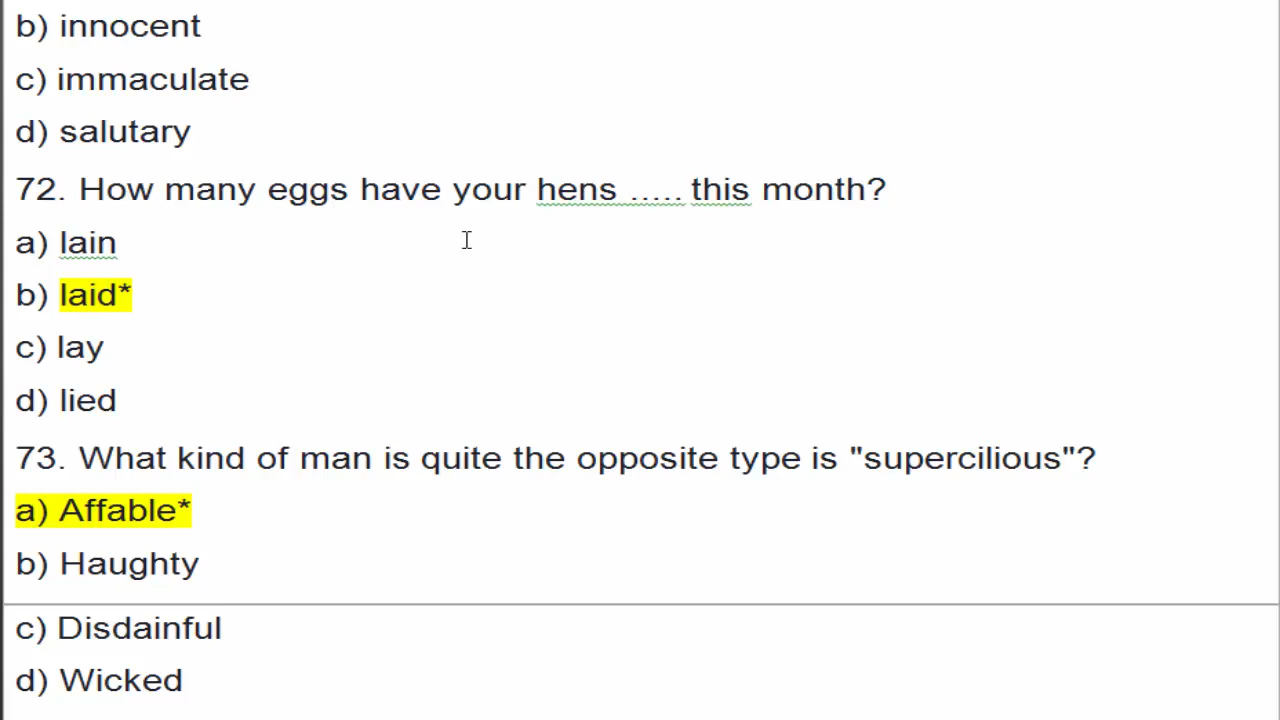 b) innocent
c) immaculate
d) salutary
72. How many eggs have your hens ..... this month?
a) lain
b) laid*
c) lay
d) lied
73. What kind of man is quite the opposite type is "supercilious"?
a) Affable*
b) Haughty
c) Disdainful
d) Wicked